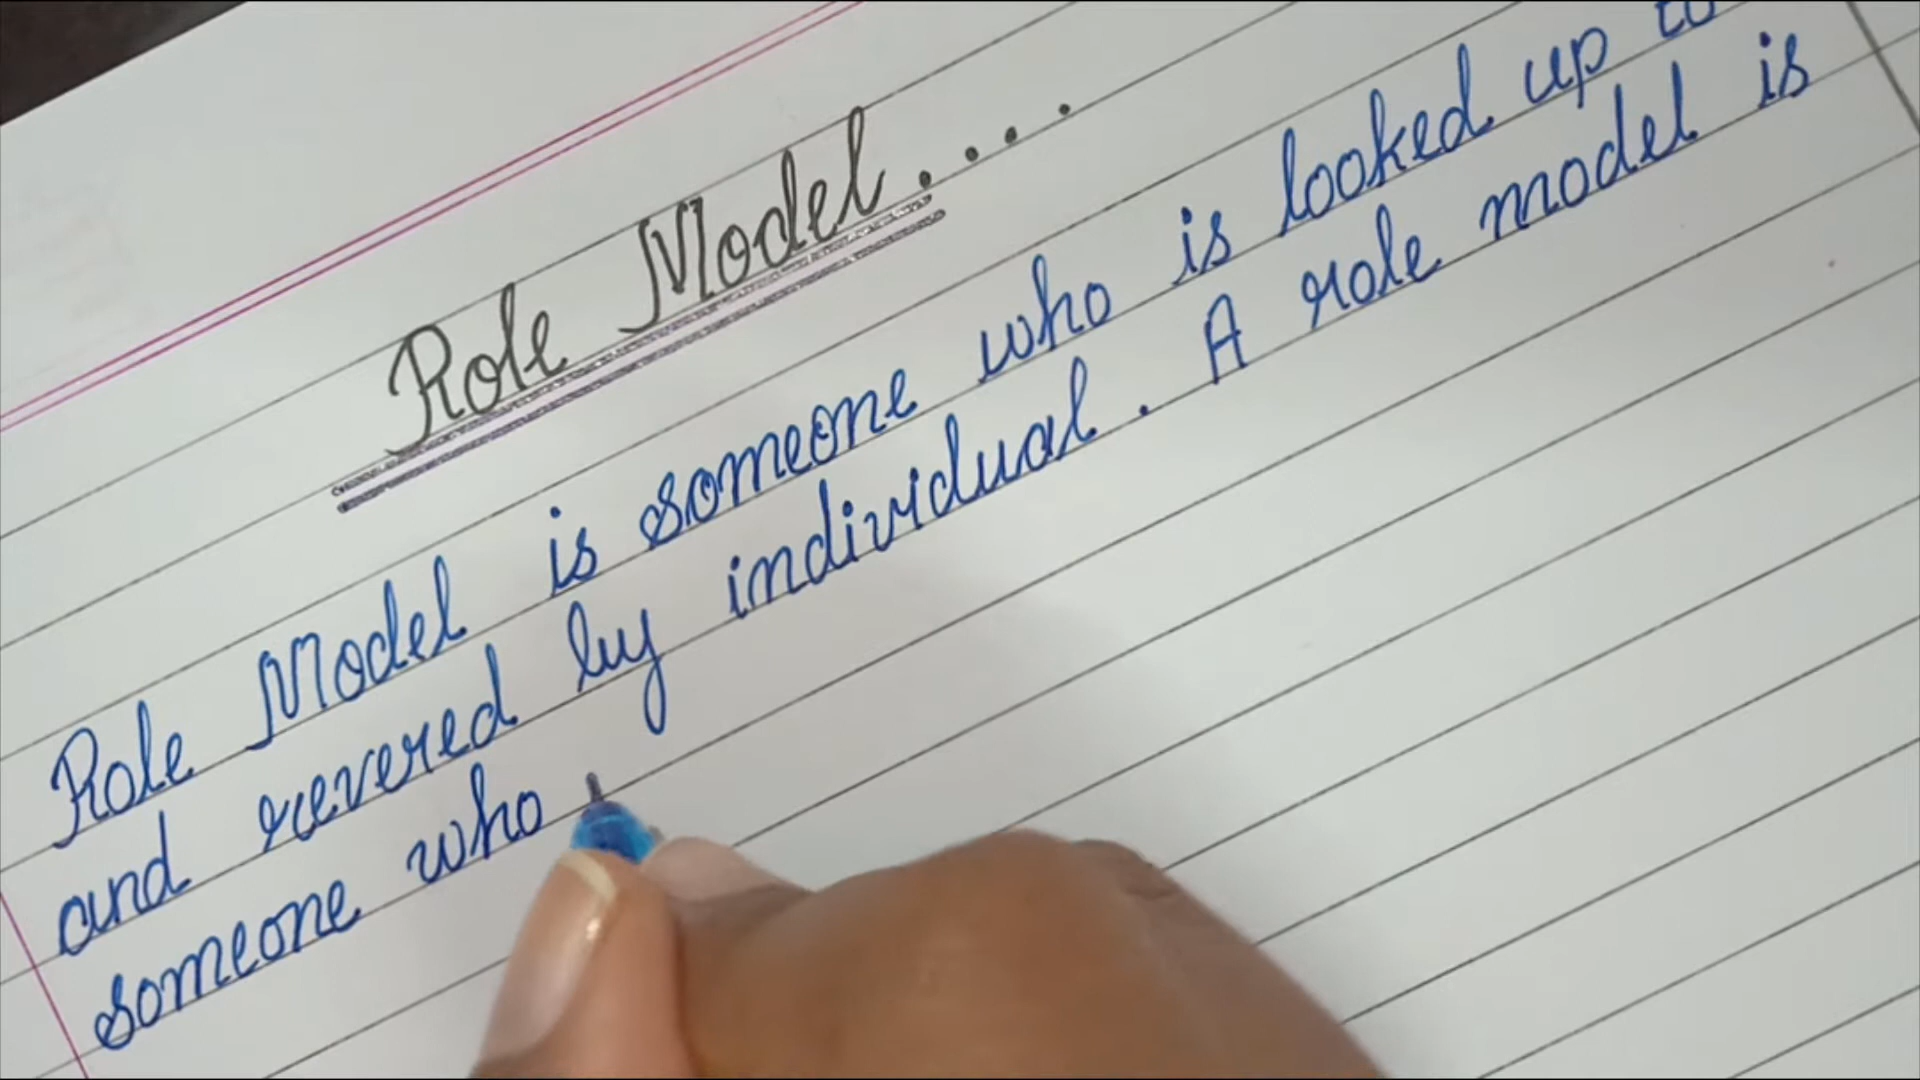 Role Model....
Role Model is someone who is looked up to
and revered by individual. A role model is
someone who